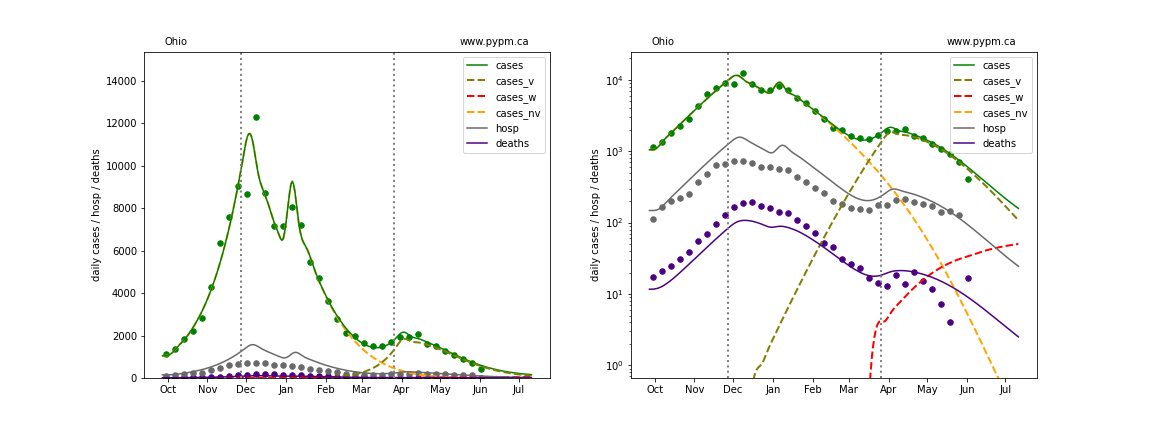 Ohio www.pypm.ca
cases
cases_v
cases_w
cases_nv
hosp
deaths
daily cases / hosp / deaths
14000
12000
10000
8000
6000
4000
2000
0
Oct Nov Dec Jan Feb Mar Apr May Jun Jul
Ohio www.pypm.ca
cases
cases_v
cases_w
cases_nv
hosp
deaths
daily cases / hosp / deaths
10⁴
10³
10²
10¹
10⁰
Oct Nov Dec Jan Feb Mar Apr May Jun Jul